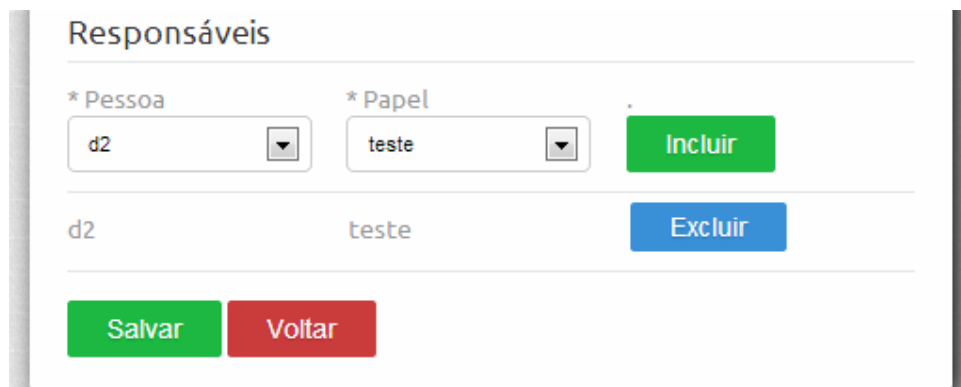 Responsáveis
* Pessoa * Papel .
d2 teste Incluir
d2 teste Excluir
Salvar Voltar